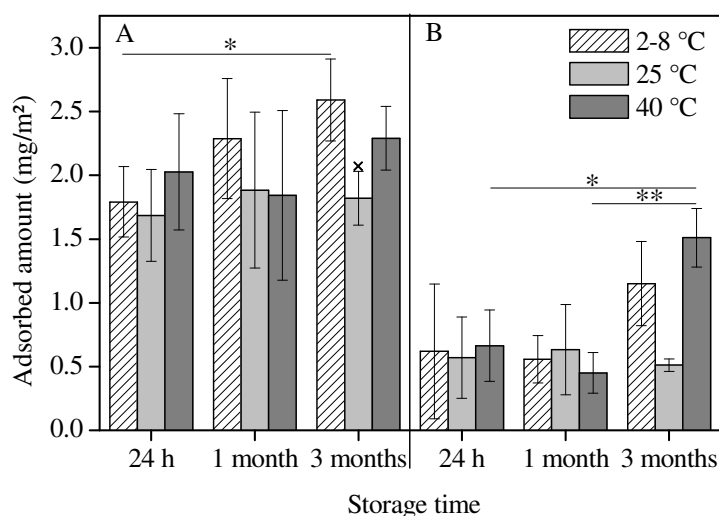 A
B
*
×
*
**
2-8 °C
25 °C
40 °C
3.0
2.5
2.0
1.5
1.0
0.5
0.0
Adsorbed amount (mg/m²)
24 h 1 month 3 months 24 h 1 month 3 months
Storage time